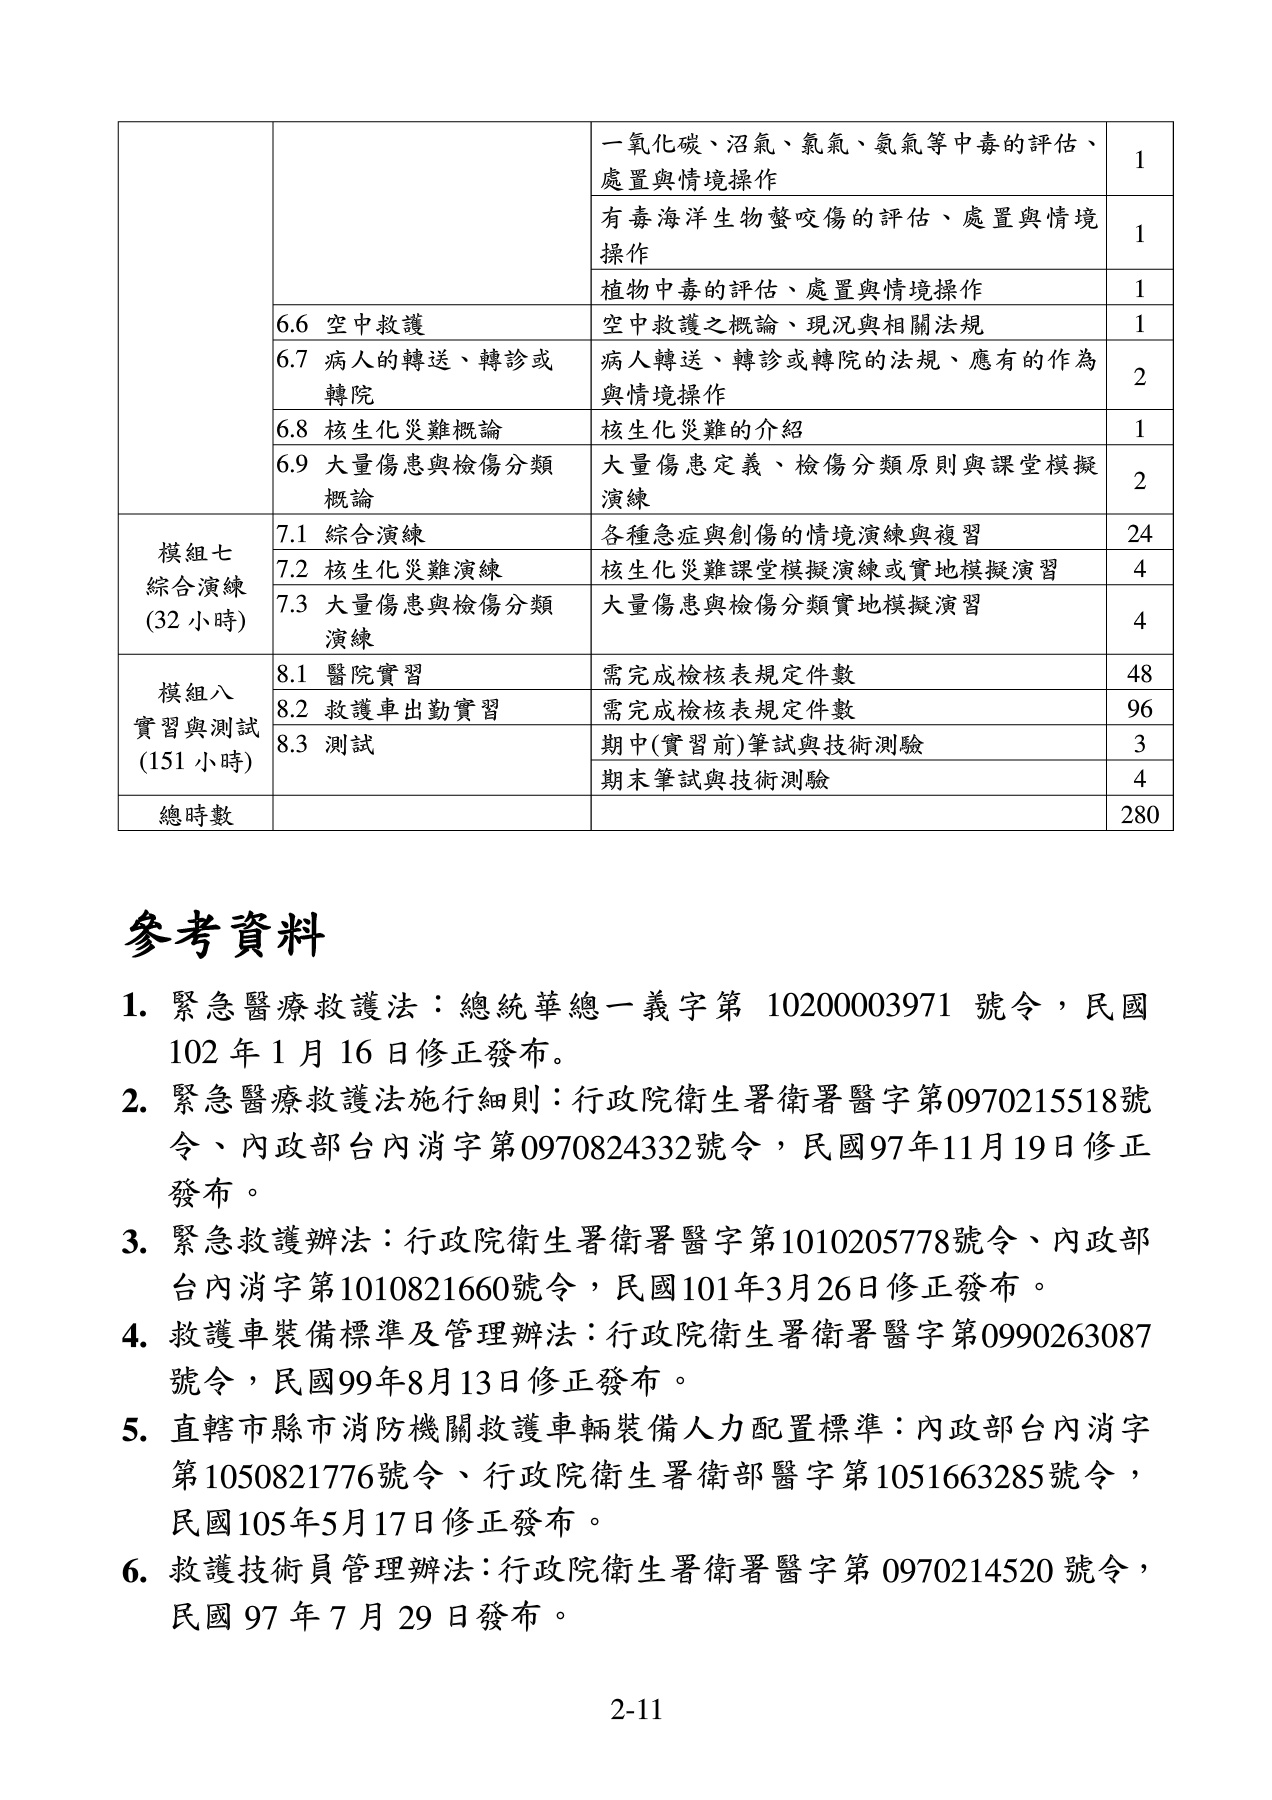 一氧化碳、沼氣、氯氣、氨氣等中毒的評估、
處置與情境操作
1
有毒海洋生物螫咬傷的評估、處置與情境
操作
1
植物中毒的評估、處置與情境操作
1
6.6 空中救護
空中救護之概論、現況與相關法規
1
6.7 病人的轉送、轉診或
轉院
病人轉送、轉診或轉院的法規、應有的作為
與情境操作
2
6.8 核生化災難概論
核生化災難的介紹
1
6.9 大量傷患與檢傷分類
概論
大量傷患定義、檢傷分類原則與課堂模擬
演練
2
模組七
綜合演練
(32 小時)
7.1 綜合演練
各種急症與創傷的情境演練與複習
24
7.2 核生化災難演練
核生化災難課堂模擬演練或實地模擬演習
4
7.3 大量傷患與檢傷分類
演練
大量傷患與檢傷分類實地模擬演習
4
模組八
實習與測試
(151 小時)
8.1 醫院實習
需完成檢核表規定件數
48
8.2 救護車出勤實習
需完成檢核表規定件數
96
8.3 測試
期中(實習前)筆試與技術測驗
3
期末筆試與技術測驗
4
總時數
280
參考資料
1. 緊急醫療救護法：總統華總一義字第 10200003971 號令，民國
102 年 1 月 16 日修正發布。
2. 緊急醫療救護法施行細則：行政院衛生署衛署醫字第0970215518號
令、內政部台內消字第0970824332號令，民國97年11月19日修正
發布。
3. 緊急救護辦法：行政院衛生署衛署醫字第1010205778號令、內政部
台內消字第1010821660號令，民國101年3月26日修正發布。
4. 救護車裝備標準及管理辦法：行政院衛生署衛署醫字第0990263087
號令，民國99年8月13日修正發布。
5. 直轄市縣市消防機關救護車輛裝備人力配置標準：內政部台內消字
第1050821776號令、行政院衛生署衛部醫字第1051663285號令，
民國105年5月17日修正發布。
6. 救護技術員管理辦法：行政院衛生署衛署醫字第 0970214520 號令，
民國 97 年 7 月 29 日發布。
2-11